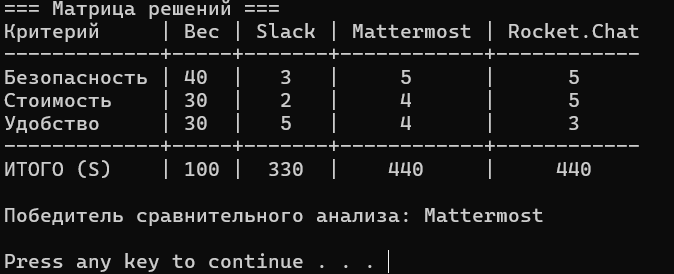 === Матрица решений ===
Критерий     | Вес | Slack | Mattermost | Rocket.Chat
-------------+-----+-------+------------+------------
Безопасность | 40  |   3   |     5      |      5
Стоимость    | 30  |   2   |     4      |      5
Удобство     | 30  |   5   |     4      |      3
-------------+-----+-------+------------+------------
ИТОГО (S)    | 100 |  330  |    440     |     440
Победитель сравнительного анализа: Mattermost
Press any key to continue . . .